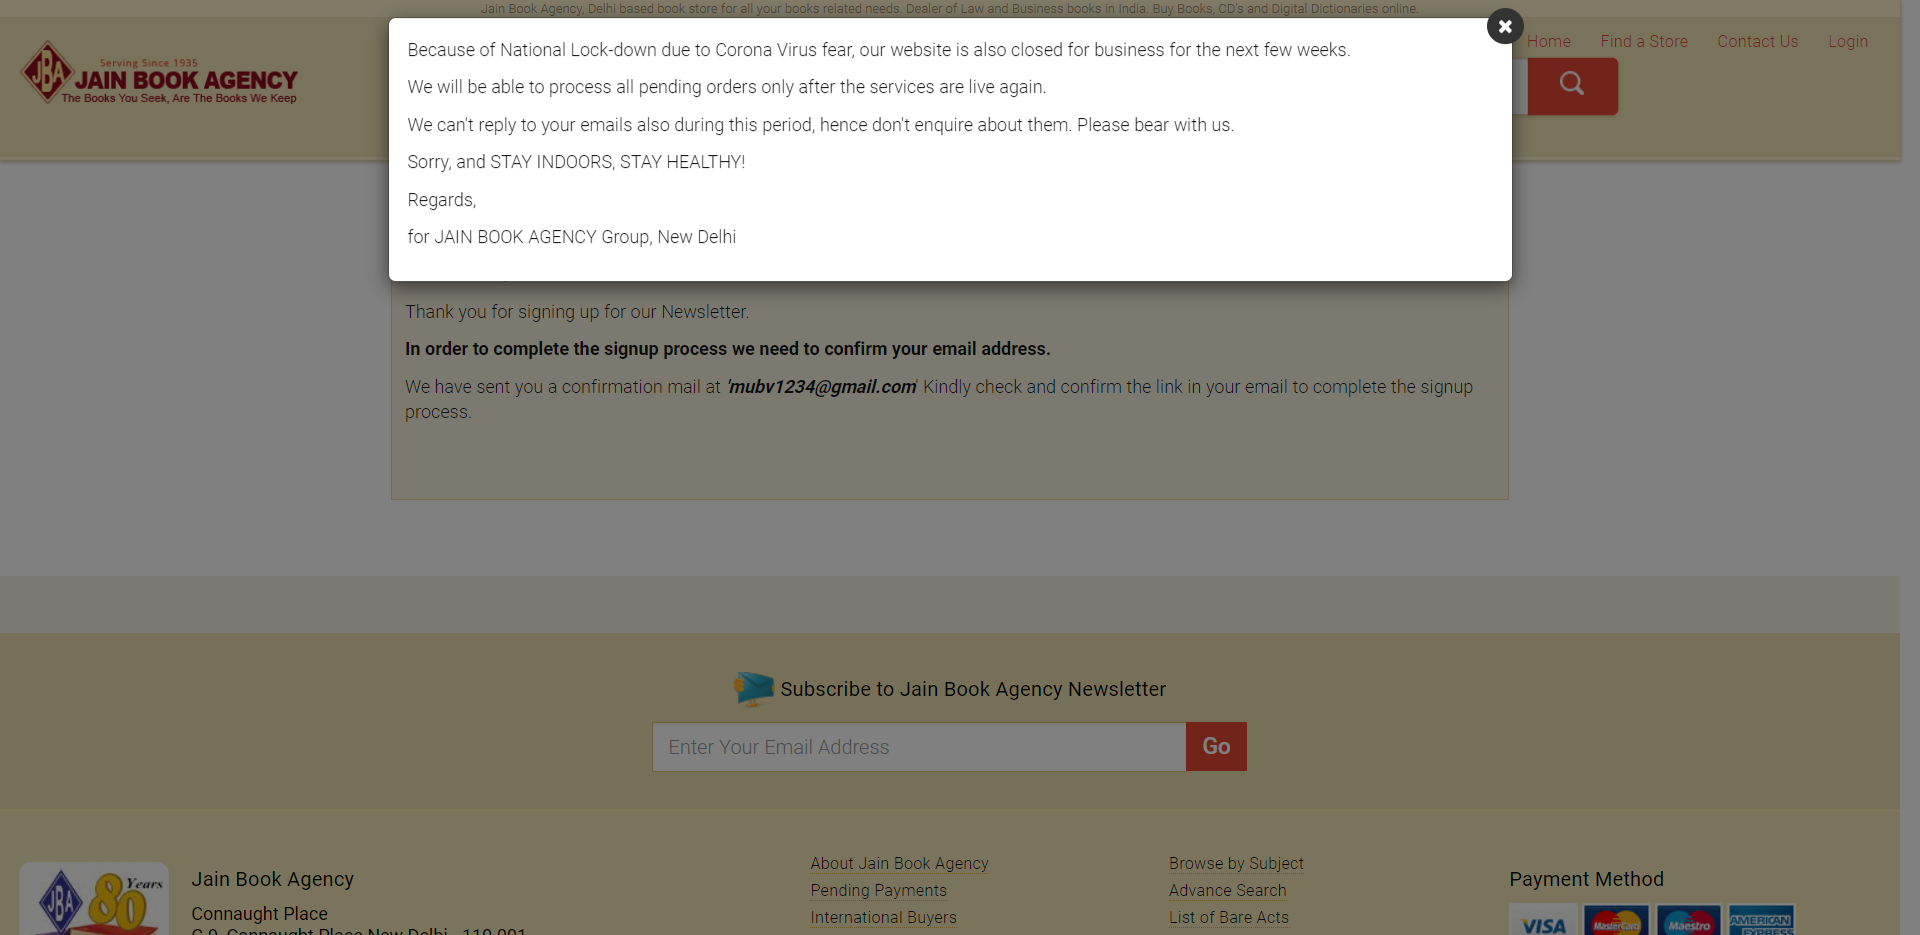 Jain Book Agency, Delhi based book store for all your books related needs. Dealer of Law and Business books in India. Buy Books, CD's and Digital Dictionaries online.
Because of National Lock-down due to Corona Virus fear, our website is also closed for business for the next few weeks.
We will be able to process all pending orders only after the services are live again.
We can't reply to your emails also during this period, hence don't enquire about them. Please bear with us.
Sorry, and STAY INDOORS, STAY HEALTHY!
Regards,
for JAIN BOOK AGENCY Group, New Delhi
Home Find a Store Contact Us Login
Serving Since 1935
JBA JAIN BOOK AGENCY
The Books You Seek, Are The Books We Keep
Thank you for signing up for our Newsletter.
In order to complete the signup process we need to confirm your email address.
We have sent you a confirmation mail at 'mubv1234@gmail.com' Kindly check and confirm the link in your email to complete the signup
process.
Subscribe to Jain Book Agency Newsletter
Enter Your Email Address Go
JBA 80 Years
Jain Book Agency
Connaught Place
C-9, Connaught Place New Delhi - 110 001
About Jain Book Agency
Pending Payments
International Buyers
Browse by Subject
Advance Search
List of Bare Acts
Payment Method
VISA MasterCard Maestro AMERICAN EXPRESS